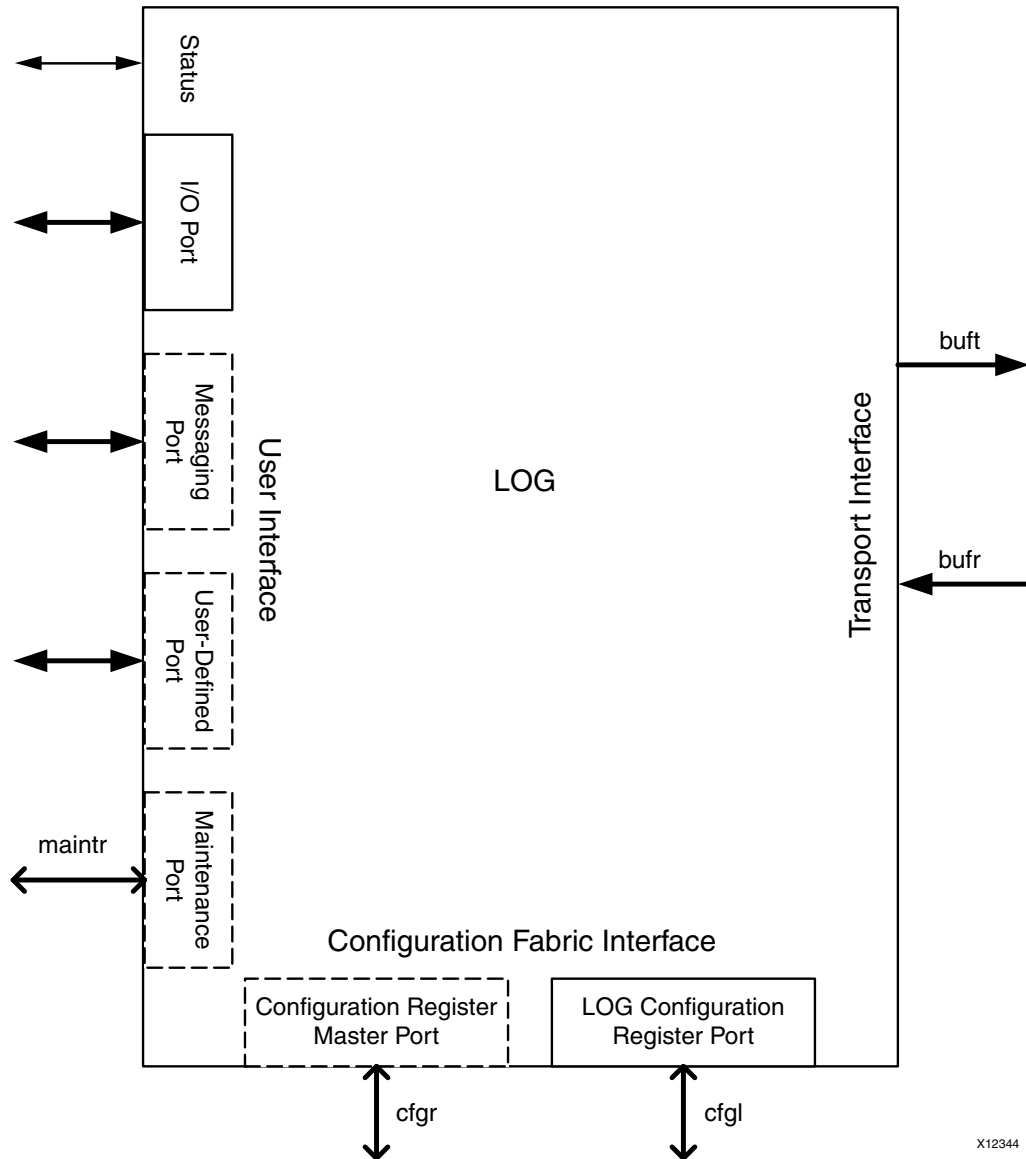 Status
I/O Port
buft
Messaging
Port
User Interface
LOG
Transport Interface
bufr
User-Defined
Port
maintr
Maintenance
Port
Configuration Fabric Interface
Configuration Register
Master Port
LOG Configuration
Register Port
cfgr
cfgl
X12344